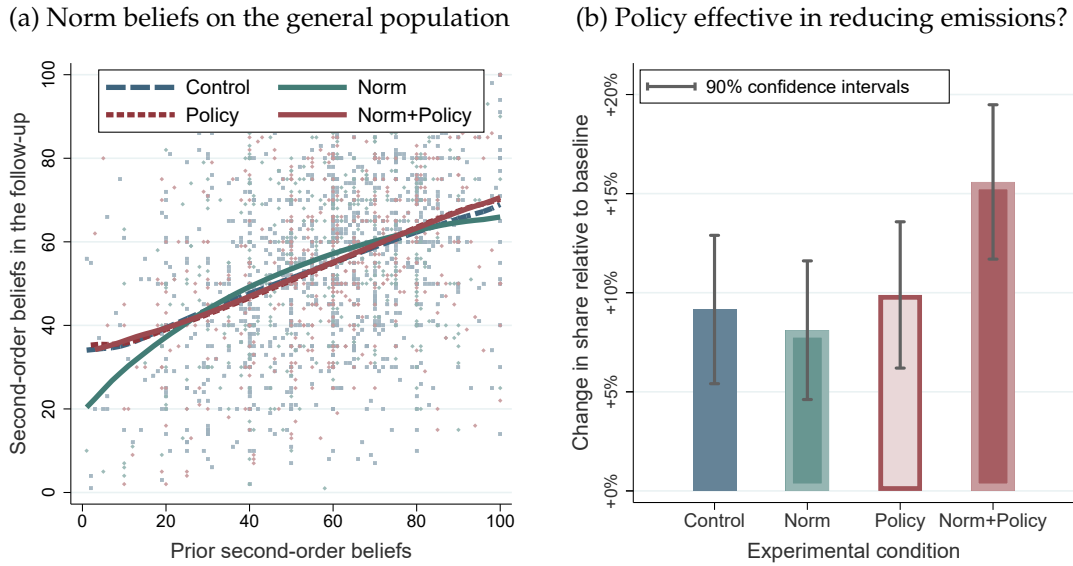 (a) Norm beliefs on the general population
Second-order beliefs in the follow-up
100
80
60
40
20
0
Control
Norm
Policy
Norm+Policy
0
20
40
60
80
100
Prior second-order beliefs
(b) Policy effective in reducing emissions?
Change in share relative to baseline
+20%
+15%
+10%
+5%
+0%
90% confidence intervals
Control
Norm
Policy
Norm+Policy
Experimental condition